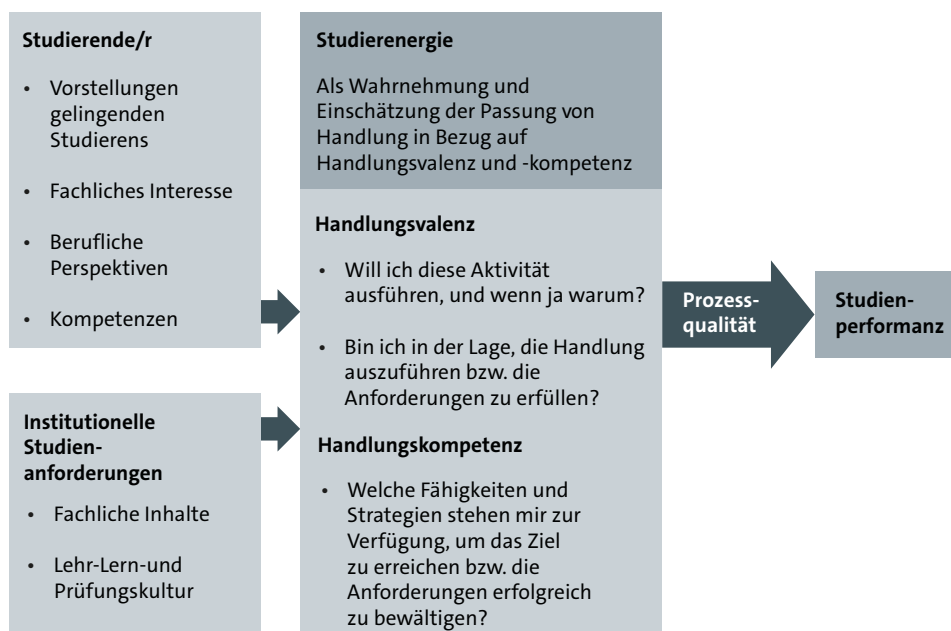 Studierende/r
• Vorstellungen
gelingenden
Studierens
• Fachliches Interesse
• Berufliche
Perspektiven
• Kompetenzen
Institutionelle
Studien-
anforderungen
• Fachliche Inhalte
• Lehr-Lern-und
Prüfungskultur
Studierenergie
Als Wahrnehmung und
Einschätzung der Passung von
Handlung in Bezug auf
Handlungsvalenz und -kompetenz
Handlungsvalenz
• Will ich diese Aktivität
ausführen, und wenn ja warum?
• Bin ich in der Lage, die Handlung
auszuführen bzw. die
Anforderungen zu erfüllen?
Handlungskompetenz
• Welche Fähigkeiten und
Strategien stehen mir zur
Verfügung, um das Ziel
zu erreichen bzw. die
Anforderungen erfolgreich
zu bewältigen?
Prozess-
qualität
Studien-
performanz